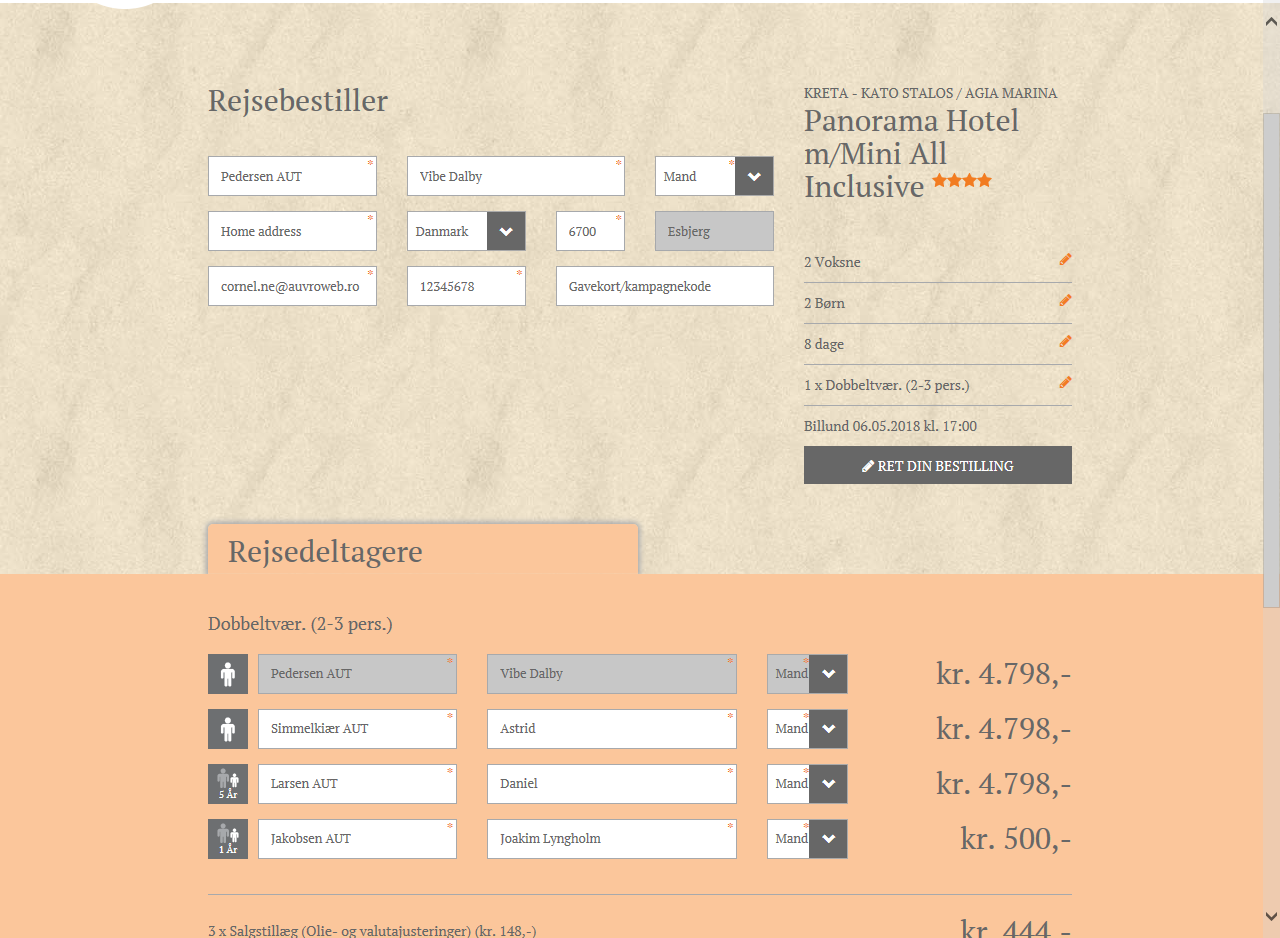 Rejsebestiller
Pedersen AUT * Vibe Dalby * Mand *
Home address * Danmark 6700 * Esbjerg
cornel.ne@auvroweb.ro * 12345678 * Gavekort/kampagnekode
KRETA - KATO STALOS / AGIA MARINA
Panorama Hotel
m/Mini All
Inclusive
2 Voksne
2 Børn
8 dage
1 x Dobbeltvær. (2-3 pers.)
Billund 06.05.2018 kl. 17:00
RET DIN BESTILLING
Rejsedeltagere
Dobbeltvær. (2-3 pers.)
Pedersen AUT * Vibe Dalby * Mand * kr. 4.798,-
Simmelkiær AUT * Astrid * Mand * kr. 4.798,-
5 År Larsen AUT * Daniel * Mand * kr. 4.798,-
1 År Jakobsen AUT * Joakim Lyngholm * Mand * kr. 500,-
3 x Salgstillæg (Olie- og valutajusteringer) (kr. 148,-) kr. 444,-